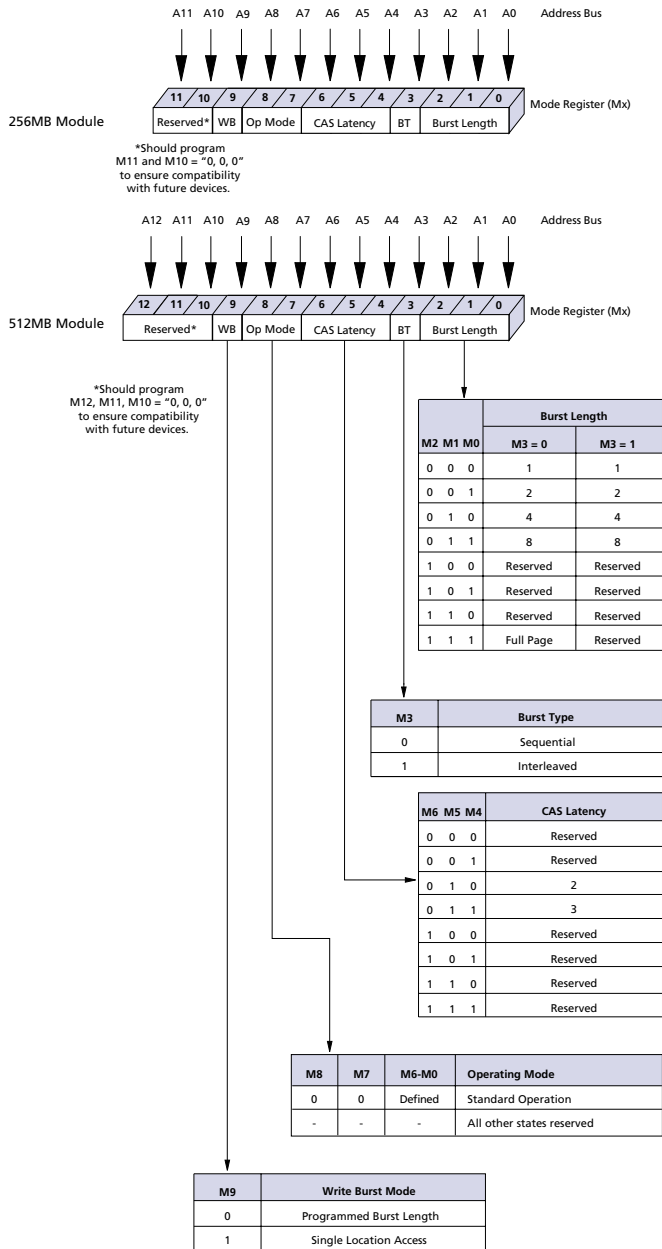 A11 A10 A9 A8 A7 A6 A5 A4 A3 A2 A1 A0 Address Bus
11 10 9 8 7 6 5 4 3 2 1 0
Mode Register (Mx)
256MB Module
Reserved* WB Op Mode CAS Latency BT Burst Length
*Should program
M11 and M10 = “0, 0, 0”
to ensure compatibility
with future devices.
A12 A11 A10 A9 A8 A7 A6 A5 A4 A3 A2 A1 A0 Address Bus
12 11 10 9 8 7 6 5 4 3 2 1 0
Mode Register (Mx)
512MB Module
Reserved* WB Op Mode CAS Latency BT Burst Length
*Should program
M12, M11, M10 = “0, 0, 0”
to ensure compatibility
with future devices.
Burst Length
M2 M1 M0 M3 = 0 M3 = 1
0 0 0 1 1
0 0 1 2 2
0 1 0 4 4
0 1 1 8 8
1 0 0 Reserved Reserved
1 0 1 Reserved Reserved
1 1 0 Reserved Reserved
1 1 1 Full Page Reserved
M3 Burst Type
0 Sequential
1 Interleaved
M6 M5 M4 CAS Latency
0 0 0 Reserved
0 0 1 Reserved
0 1 0 2
0 1 1 3
1 0 0 Reserved
1 0 1 Reserved
1 1 0 Reserved
1 1 1 Reserved
M8 M7 M6-M0 Operating Mode
0 0 Defined Standard Operation
- - - All other states reserved
M9 Write Burst Mode
0 Programmed Burst Length
1 Single Location Access